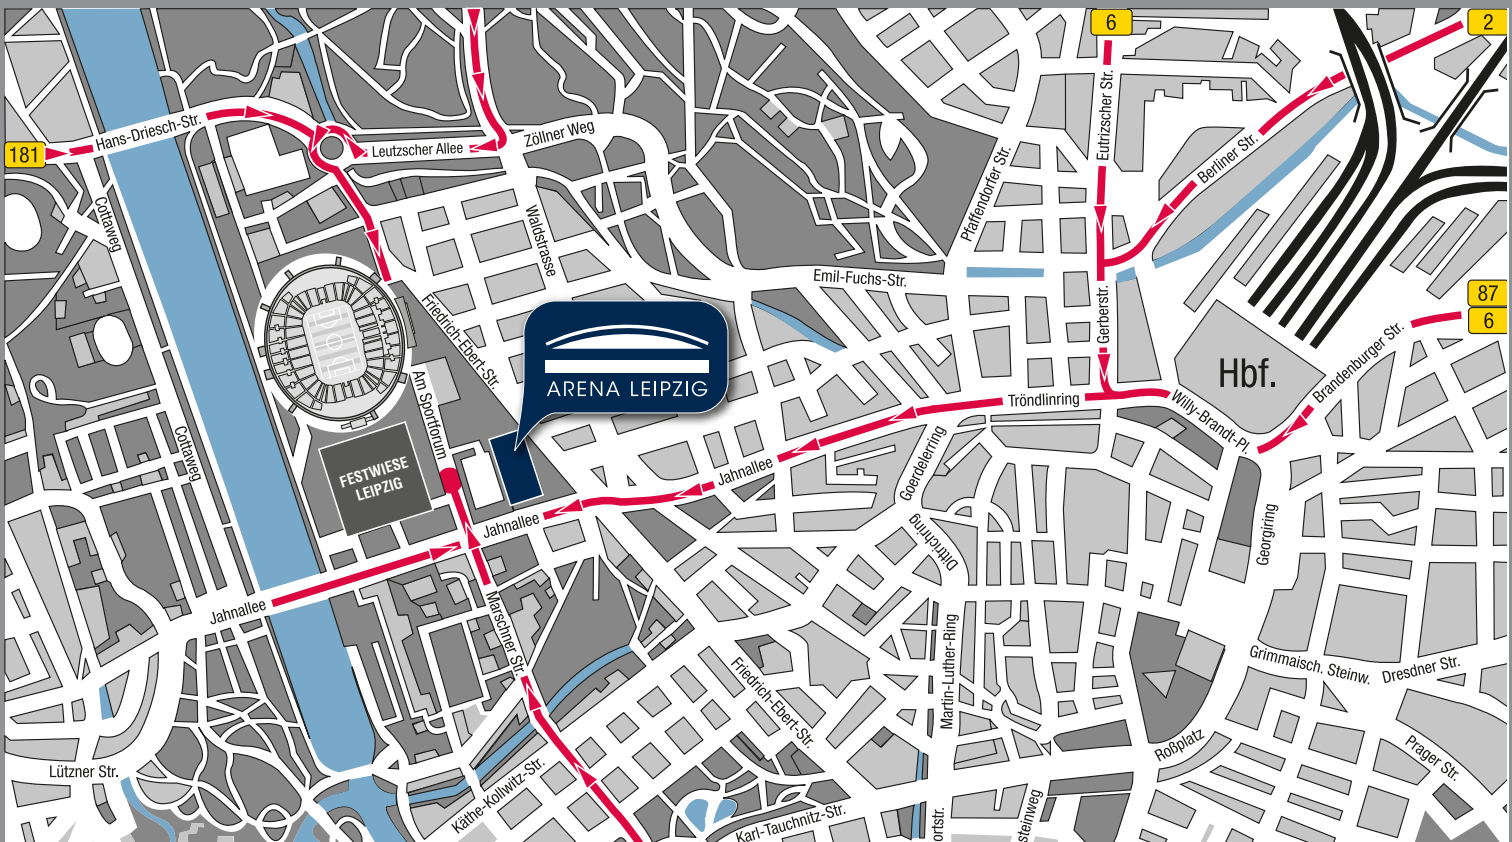 6
2
181
Hans-Driesch-Str.
Leutzscher Allee
Zöllner Weg
Eutrizscher Str.
Berliner Str.
Pfaffendorfer Str.
Cottaweg
Waldstrasse
Emil-Fuchs-Str.
87
6
Gerberstr.
Friedrich-Ebert-Str.
ARENA LEIPZIG
Hbf.
Brandenburger Str.
Am Sportforum
Tröndlinring
Willy-Brandt-Pl.
Cottaweg
FESTWIESE
LEIPZIG
Jahnallee
Goerdelerring
Jahnallee
Dittrichring
Georgiring
Jahnallee
Marschner Str.
Martin-Luther-Ring
Grimmaisch. Steinw.
Dresdner Str.
Friedrich-Ebert-Str.
Roßplatz
Prager Str.
Lützner Str.
Käthe-Kollwitz-Str.
Karl-Tauchnitz-Str.
ortstr.
steinweg